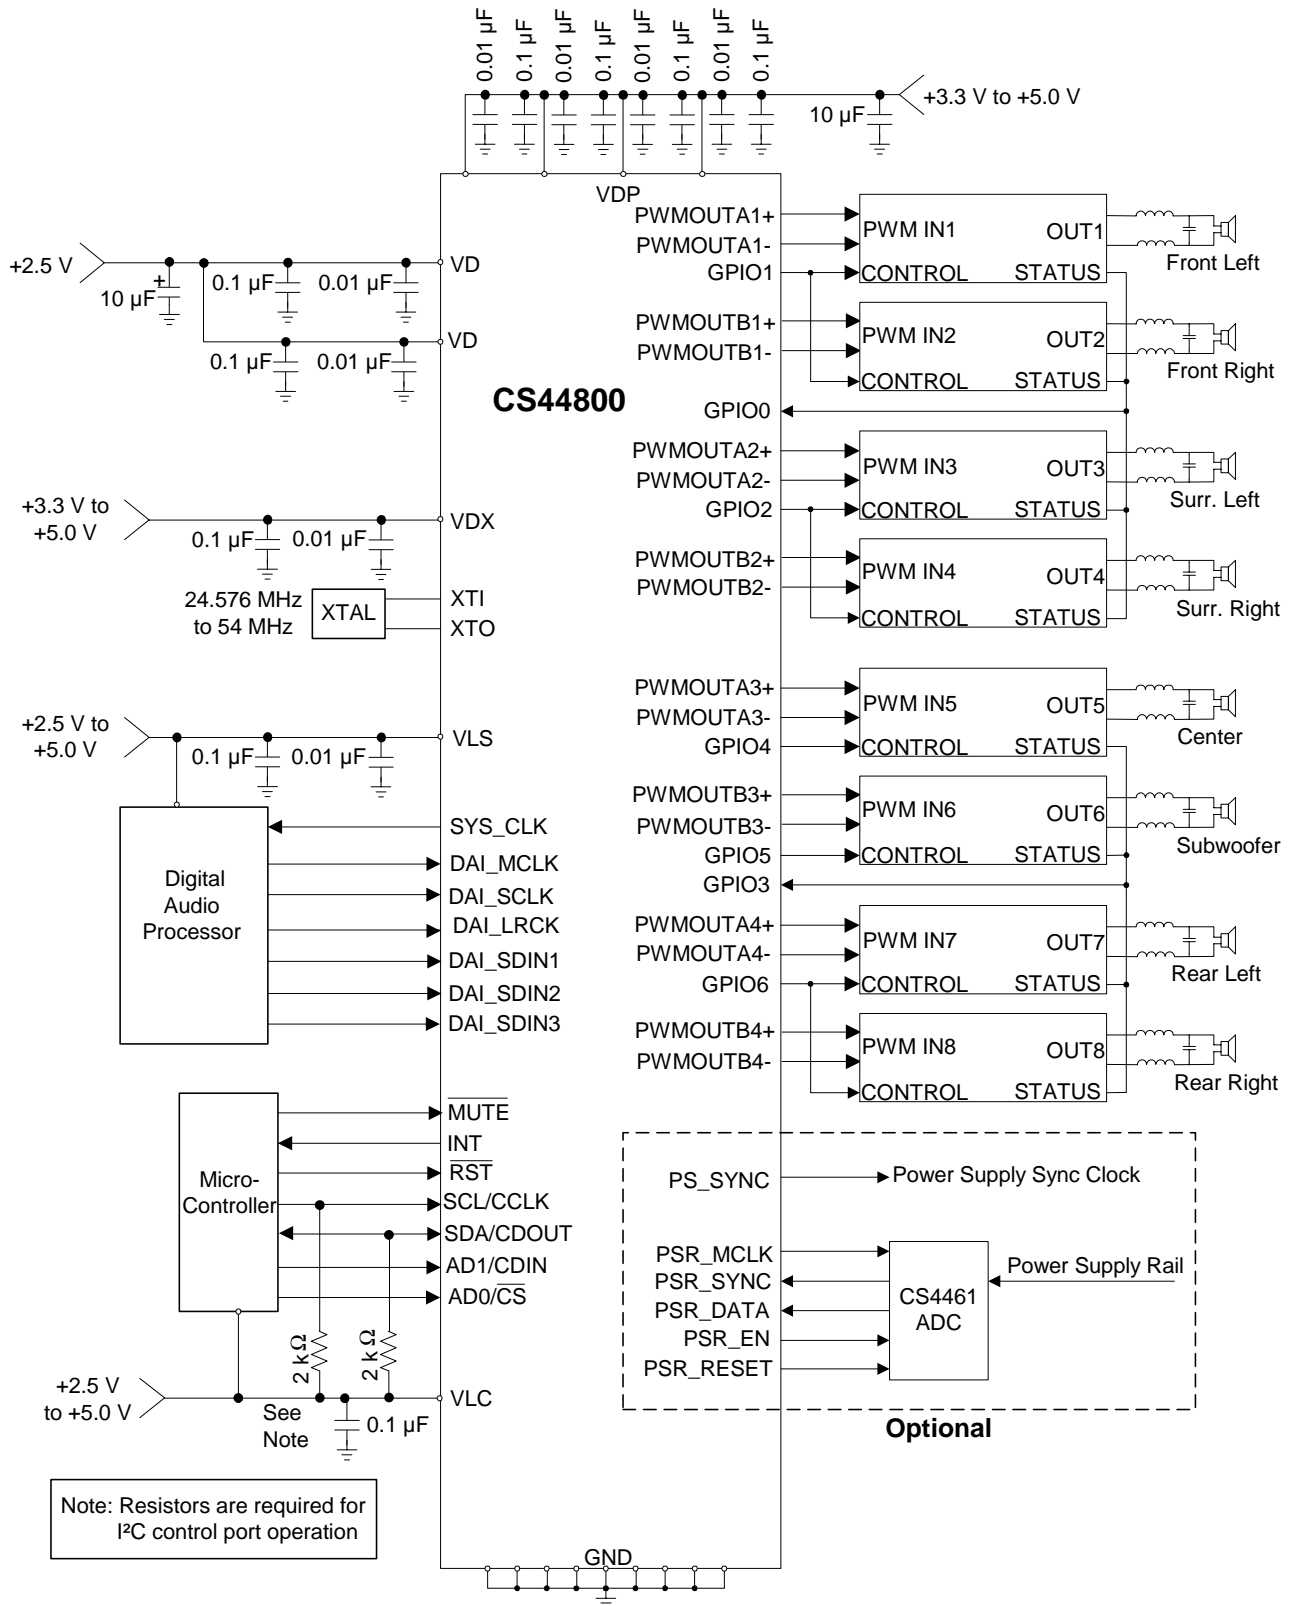 0.01 µF
0.1 µF
0.01 µF
0.1 µF
0.01 µF
0.1 µF
0.01 µF
0.1 µF
10 µF
+3.3 V to +5.0 V
VDP
+2.5 V
10 µF
+
0.1 µF
0.01 µF
VD
0.1 µF
0.01 µF
VD
CS44800
+3.3 V to
+5.0 V
0.1 µF
0.01 µF
VDX
24.576 MHz
to 54 MHz
XTAL
XTI
XTO
+2.5 V to
+5.0 V
0.1 µF
0.01 µF
VLS
Digital
Audio
Processor
SYS_CLK
DAI_MCLK
DAI_SCLK
DAI_LRCK
DAI_SDIN1
DAI_SDIN2
DAI_SDIN3
Micro-
Controller
MUTE
INT
RST
SCL/CCLK
SDA/CDOUT
AD1/CDIN
AD0/CS
2 kΩ
2 kΩ
+2.5 V
to +5.0 V
See
Note
0.1 µF
VLC
Note: Resistors are required for
I²C control port operation
GND
PWMOUTA1+
PWMOUTA1-
GPIO1
PWM IN1
OUT1
CONTROL
STATUS
Front Left
PWMOUTB1+
PWMOUTB1-
PWM IN2
OUT2
CONTROL
STATUS
Front Right
GPIO0
PWMOUTA2+
PWMOUTA2-
GPIO2
PWM IN3
OUT3
CONTROL
STATUS
Surr. Left
PWMOUTB2+
PWMOUTB2-
PWM IN4
OUT4
CONTROL
STATUS
Surr. Right
PWMOUTA3+
PWMOUTA3-
GPIO4
PWM IN5
OUT5
CONTROL
STATUS
Center
PWMOUTB3+
PWMOUTB3-
GPIO5
PWM IN6
OUT6
CONTROL
STATUS
Subwoofer
GPIO3
PWMOUTA4+
PWMOUTA4-
GPIO6
PWM IN7
OUT7
CONTROL
STATUS
Rear Left
PWMOUTB4+
PWMOUTB4-
PWM IN8
OUT8
CONTROL
STATUS
Rear Right
PS_SYNC
Power Supply Sync Clock
PSR_MCLK
PSR_SYNC
PSR_DATA
PSR_EN
PSR_RESET
CS4461
ADC
Power Supply Rail
Optional